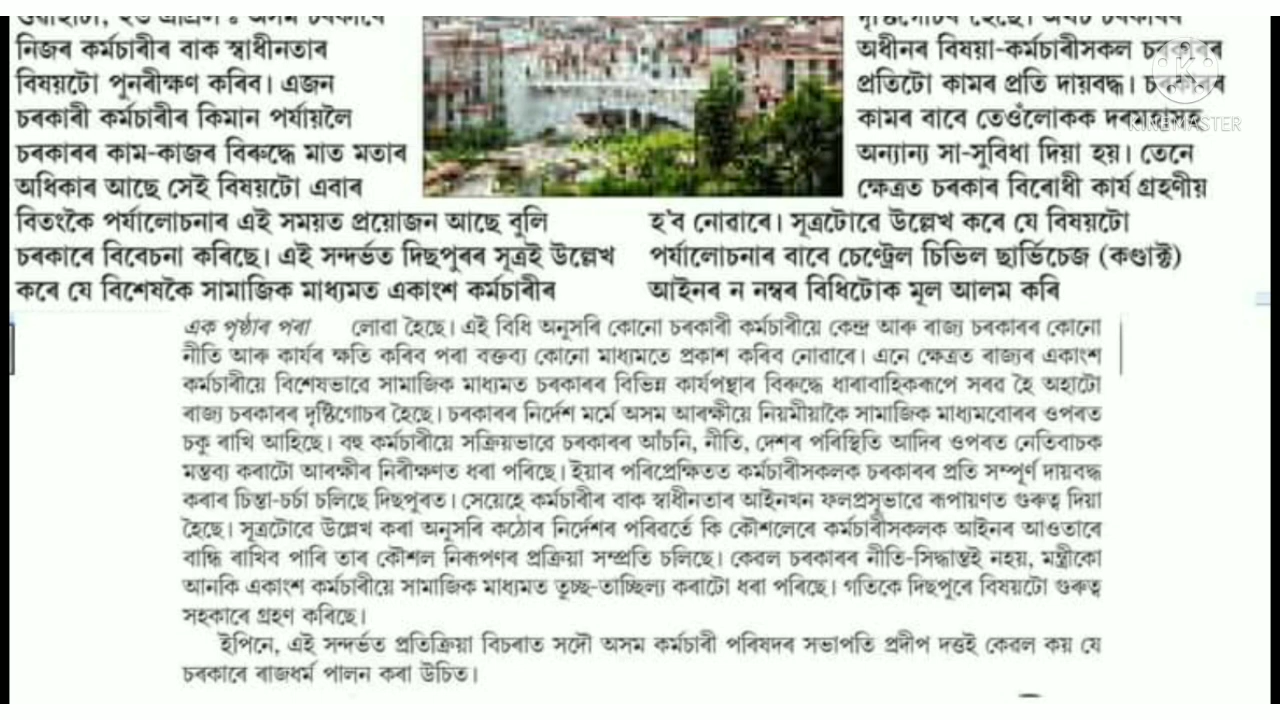 নিজৰ কৰ্মচাৰীৰ বাক স্বাধীনতাৰ
বিষয়টো পুনৰীক্ষণ কৰিব। এজন
চৰকাৰী কৰ্মচাৰীৰ কিমান পৰ্যায়লৈ
চৰকাৰৰ কাম-কাজৰ বিৰুদ্ধে মাত মতাৰ
অধিকাৰ আছে সেই বিষয়টো এবাৰ
বিতংকৈ পৰ্যালোচনাৰ এই সময়ত প্ৰয়োজন আছে বুলি
চৰকাৰে বিবেচনা কৰিছে। এই সন্দৰ্ভত দিছপুৰৰ সূত্ৰই উল্লেখ
কৰে যে বিশেষকৈ সামাজিক মাধ্যমত একাংশ কৰ্মচাৰীৰ
দৃষ্টিগোচৰ হৈছে। অথচ চৰকাৰৰ
অধীনৰ বিষয়া-কৰ্মচাৰীসকল চৰকাৰৰ
প্ৰতিটো কামৰ প্ৰতি দায়বদ্ধ। চৰকাৰৰ
কামৰ বাবে তেওঁলোকক দৰমহাসহ
অন্যান্য সা-সুবিধা দিয়া হয়। তেনে
ক্ষেত্ৰত চৰকাৰ বিৰোধী কাৰ্য গ্ৰহণীয়
হ'ব নোৱাৰে। সূত্ৰটোৱে উল্লেখ কৰে যে বিষয়টো
পৰ্যালোচনাৰ বাবে চেণ্ট্ৰেল চিভিল ছাৰ্ভিচেজ (কণ্ডাক্ট)
আইনৰ ন নম্বৰ বিধিটোক মূল আলম কৰি
KINEMASTER
এক পৃষ্ঠাৰ পৰা লোৱা হৈছে। এই বিধি অনুসৰি কোনো চৰকাৰী কৰ্মচাৰীয়ে কেন্দ্ৰ আৰু ৰাজ্য চৰকাৰৰ কোনো
নীতি আৰু কাৰ্যৰ ক্ষতি কৰিব পৰা বক্তব্য কোনো মাধ্যমতে প্ৰকাশ কৰিব নোৱাৰে। এনে ক্ষেত্ৰত ৰাজ্যৰ একাংশ
কৰ্মচাৰীয়ে বিশেষভাৱে সামাজিক মাধ্যমত চৰকাৰৰ বিভিন্ন কাৰ্যপন্থাৰ বিৰুদ্ধে ধাৰাবাহিকৰূপে সৰৱ হৈ অহাটো
ৰাজ্য চৰকাৰৰ দৃষ্টিগোচৰ হৈছে। চৰকাৰৰ নিৰ্দেশ মৰ্মে অসম আৰক্ষীয়ে নিয়মীয়াকৈ সামাজিক মাধ্যমবোৰৰ ওপৰত
চকু ৰাখি আহিছে। বহু কৰ্মচাৰীয়ে সক্ৰিয়ভাৱে চৰকাৰৰ আঁচনি, নীতি, দেশৰ পৰিস্থিতি আদিৰ ওপৰত নেতিবাচক
মন্তব্য কৰাটো আৰক্ষীৰ নিৰীক্ষণত ধৰা পৰিছে। ইয়াৰ পৰিপ্ৰেক্ষিতত কৰ্মচাৰীসকলক চৰকাৰৰ প্ৰতি সম্পূৰ্ণ দায়বদ্ধ
কৰাৰ চিন্তা-চৰ্চা চলিছে দিছপুৰত। সেয়েহে কৰ্মচাৰীৰ বাক স্বাধীনতাৰ আইনখন ফলপ্ৰসূভাৱে ৰূপায়ণত গুৰুত্ব দিয়া
হৈছে। সূত্ৰটোৱে উল্লেখ কৰা অনুসৰি কঠোৰ নিৰ্দেশৰ পৰিৱৰ্তে কি কৌশলেৰে কৰ্মচাৰীসকলক আইনৰ আওতাৰে
বান্ধি ৰাখিব পাৰি তাৰ কৌশল নিৰূপণৰ প্ৰক্ৰিয়া সম্প্ৰতি চলিছে। কেৱল চৰকাৰৰ নীতি-সিদ্ধান্তই নহয়, মন্ত্ৰীকো
আনকি একাংশ কৰ্মচাৰীয়ে সামাজিক মাধ্যমত তুচ্ছ-তাচ্ছিল্য কৰাটো ধৰা পৰিছে। গতিকে দিছপুৰে বিষয়টো গুৰুত্ব
সহকাৰে গ্ৰহণ কৰিছে।
ইপিনে, এই সন্দৰ্ভত প্ৰতিক্ৰিয়া বিচৰাত সদৌ অসম কৰ্মচাৰী পৰিষদৰ সভাপতি প্ৰদীপ দত্তই কেৱল কয় যে
চৰকাৰে ৰাজধৰ্ম পালন কৰা উচিত।